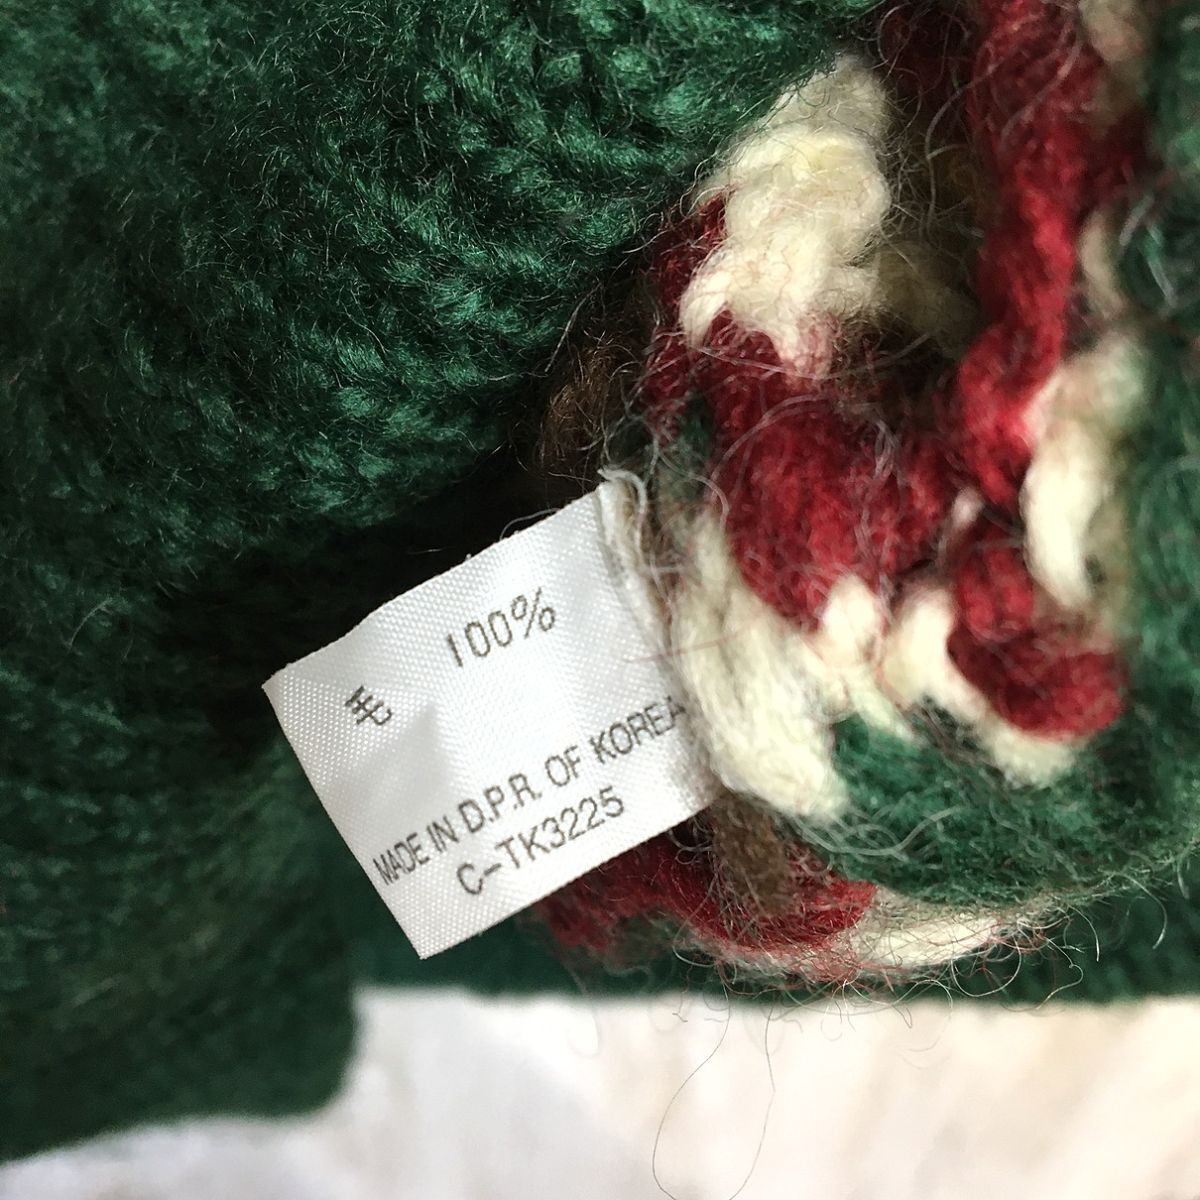 毛 100%
MADE IN D.P.R. OF KOREA
C-TK3225